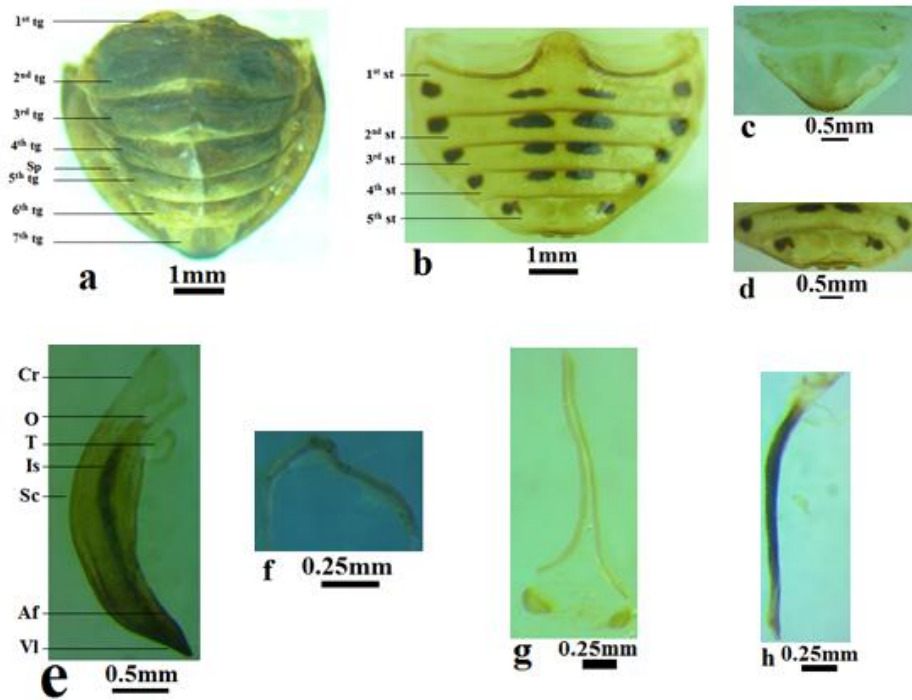 1st tg
2nd tg
3rd tg
4th tg
Sp
5th tg
6th tg
7th tg
a
1mm
1st st
2nd st
3rd st
4th st
5th st
b
1mm
c
0.5mm
d
0.5mm
Cr
O
T
Is
Sc
Af
Vl
e
0.5mm
f
0.25mm
g
0.25mm
h
0.25mm